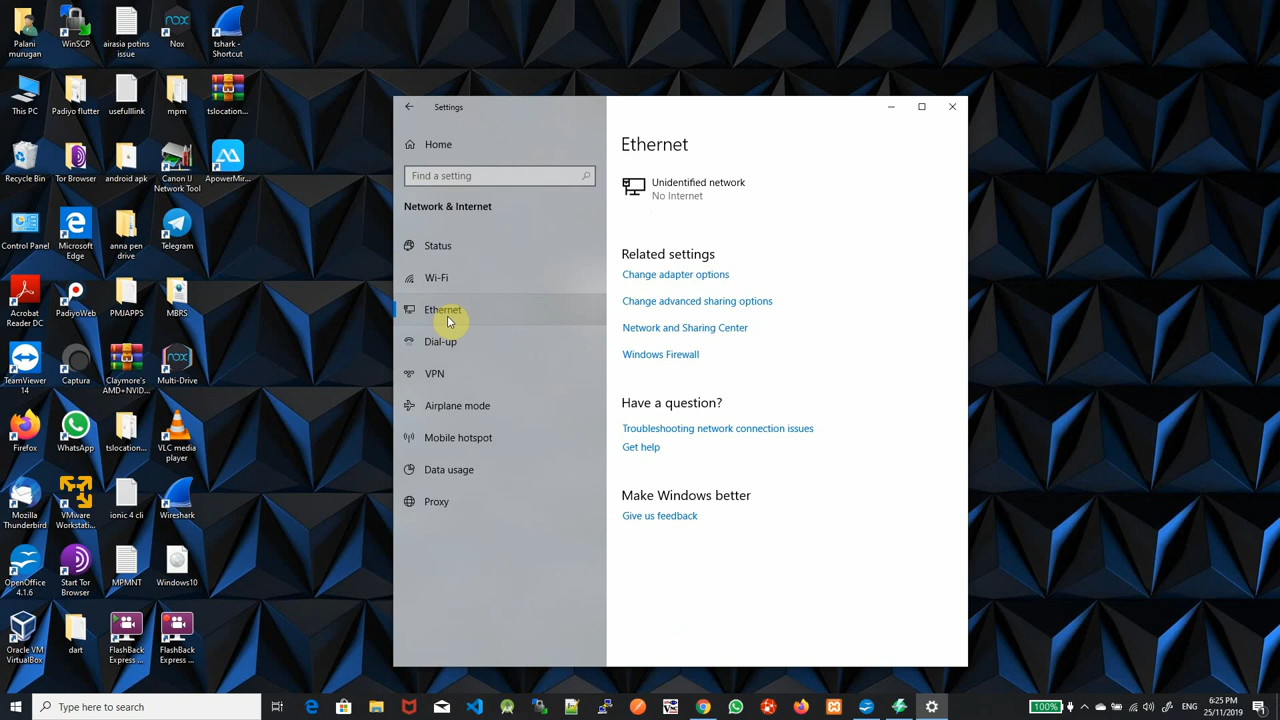 Palani
murugan
WinSCP
airasia potins
issue
Nox
tshark -
Shortcut
This PC
Padiyo flutter
usefulllink
mpm
tslocation...
Recycle Bin
Tor Browser
android apk
Canon IJ
Network Tool
ApowerMir...
Control Panel
Microsoft
Edge
anna pen
drive
Telegram
Acrobat
Reader DC
PadiyoWeb
PMJAPPS
MBRS
TeamViewer
14
Captura
Claymore's
AMD+NVID...
Multi-Drive
Firefox
WhatsApp
tslocation...
VLC media
player
Mozilla
Thunderbird
VMware
Workstati...
ionic 4 cli
Wireshark
OpenOffice
4.1.6
Start Tor
Browser
MPMNT
Windows10
Oracle VM
VirtualBox
dart
FlashBack
Express ...
FlashBack
Express ...
Settings
Home
Find a setting
Network & Internet
Status
Wi-Fi
Ethernet
Dial-up
VPN
Airplane mode
Mobile hotspot
Data usage
Proxy
Ethernet
Unidentified network
No Internet
Related settings
Change adapter options
Change advanced sharing options
Network and Sharing Center
Windows Firewall
Have a question?
Troubleshooting network connection issues
Get help
Make Windows better
Give us feedback
Type here to search
100%
6:25 PM
25/11/2019